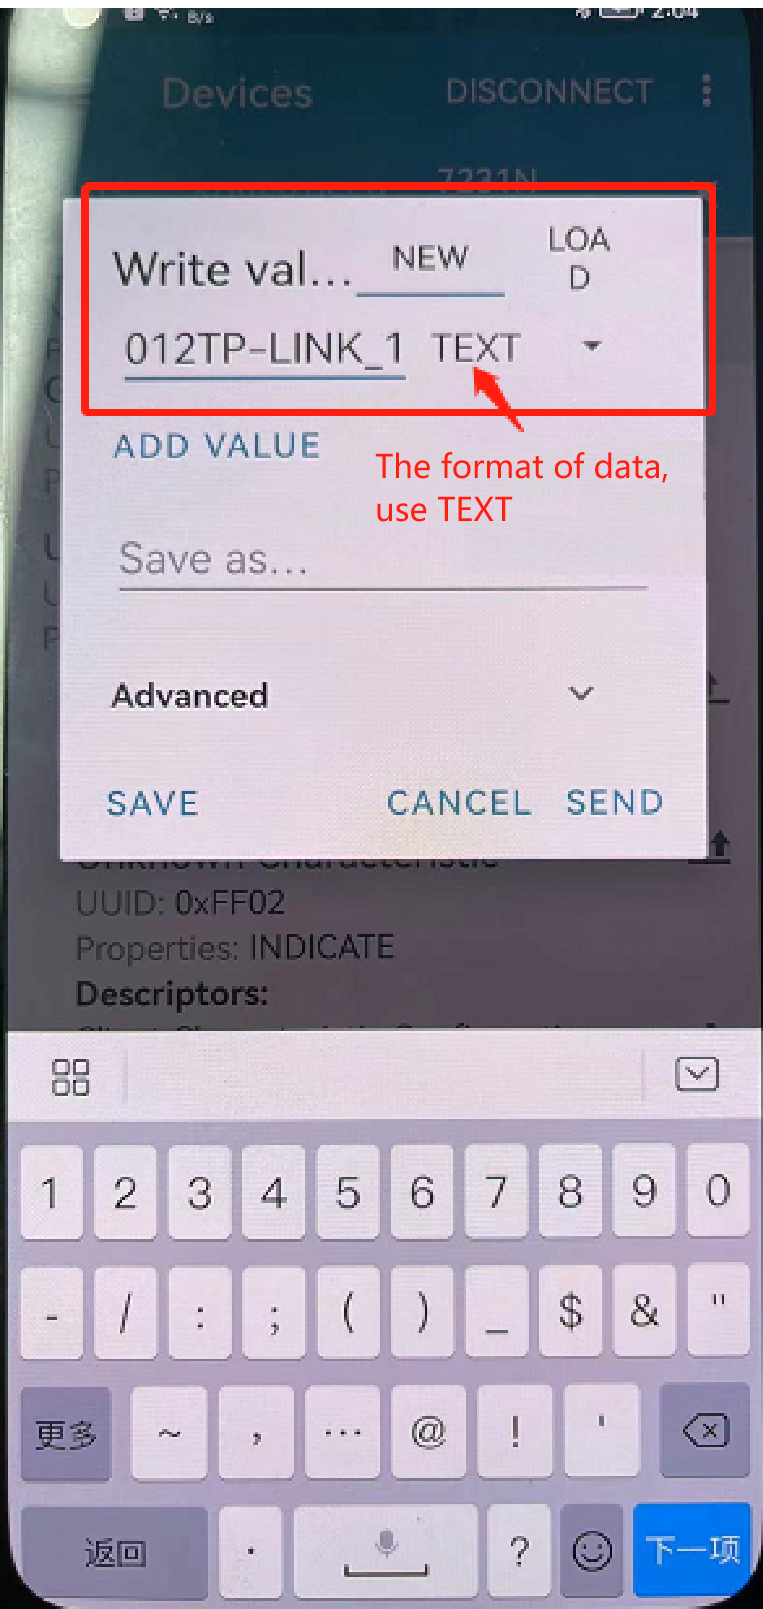 B/s 2:04
Devices DISCONNECT
7231N
Write val... NEW LOA
D
012TP-LINK_1 TEXT
ADD VALUE
The format of data,
use TEXT
Save as...
Advanced
SAVE CANCEL SEND
Unknown Characteristic
UUID: 0xFF02
Properties: INDICATE
Descriptors:
1 2 3 4 5 6 7 8 9 0
- / : ; ( ) _ $ & "
更多 ~ , ... @ ! '
返回 . ? 下一项